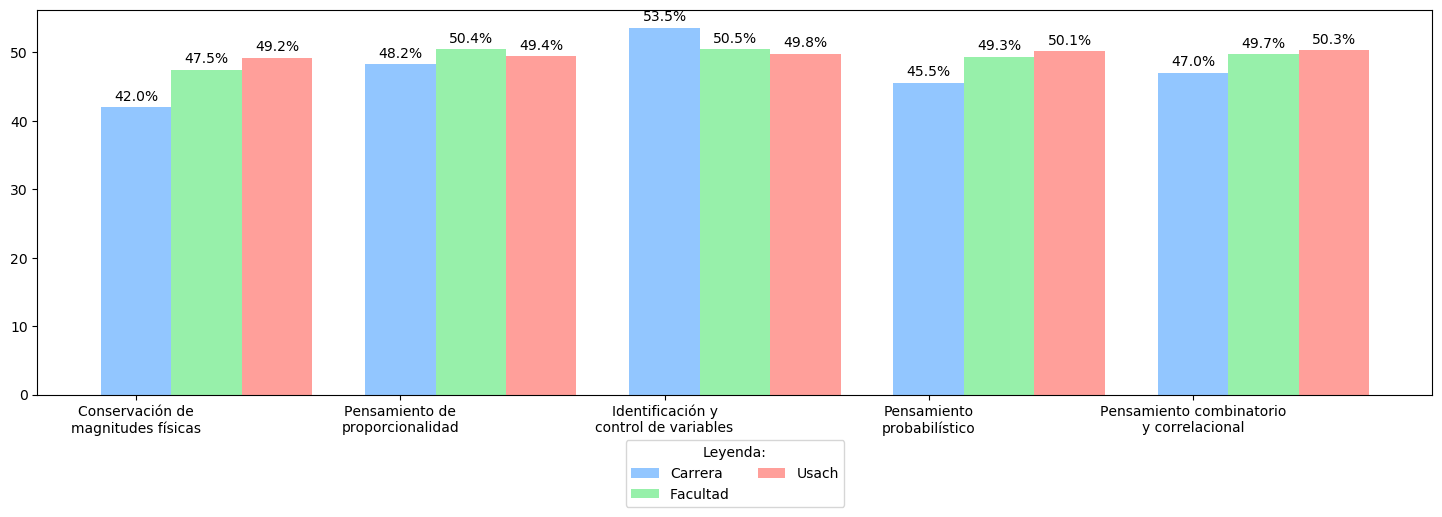 53.5%
50.4%
50.5%
49.8%
50.1%
50.3%
49.2%
49.4%
49.3%
49.7%
47.5%
48.2%
45.5%
47.0%
42.0%
50
40
30
20
10
0
Conservación de
magnitudes físicas
Pensamiento de
proporcionalidad
Identificación y
control de variables
Pensamiento
probabilístico
Pensamiento combinatorio
y correlacional
Leyenda:
Carrera
Usach
Facultad